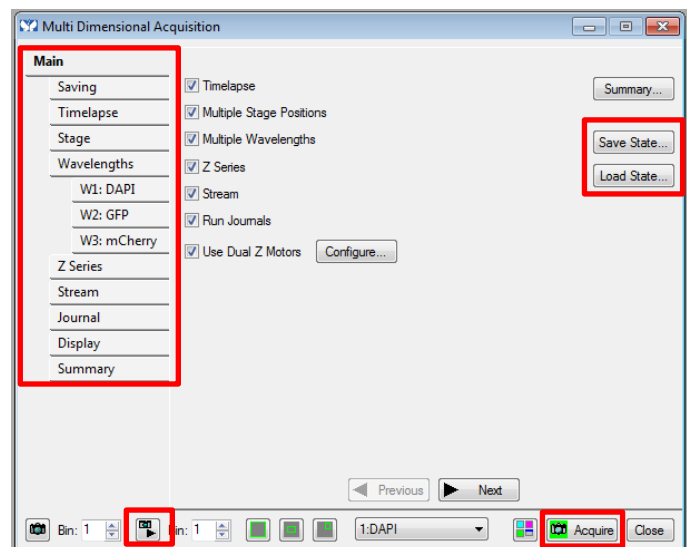 Multi Dimensional Acquisition
Main
Saving
Timelapse
Stage
Wavelengths
W1: DAPI
W2: GFP
W3: mCherry
Z Series
Stream
Journal
Display
Summary
Timelapse
Multiple Stage Positions
Multiple Wavelengths
Z Series
Stream
Run Journals
Use Dual Z Motors Configure...
Summary...
Save State...
Load State...
Previous Next
Bin: 1 in: 1 1:DAPI Acquire Close